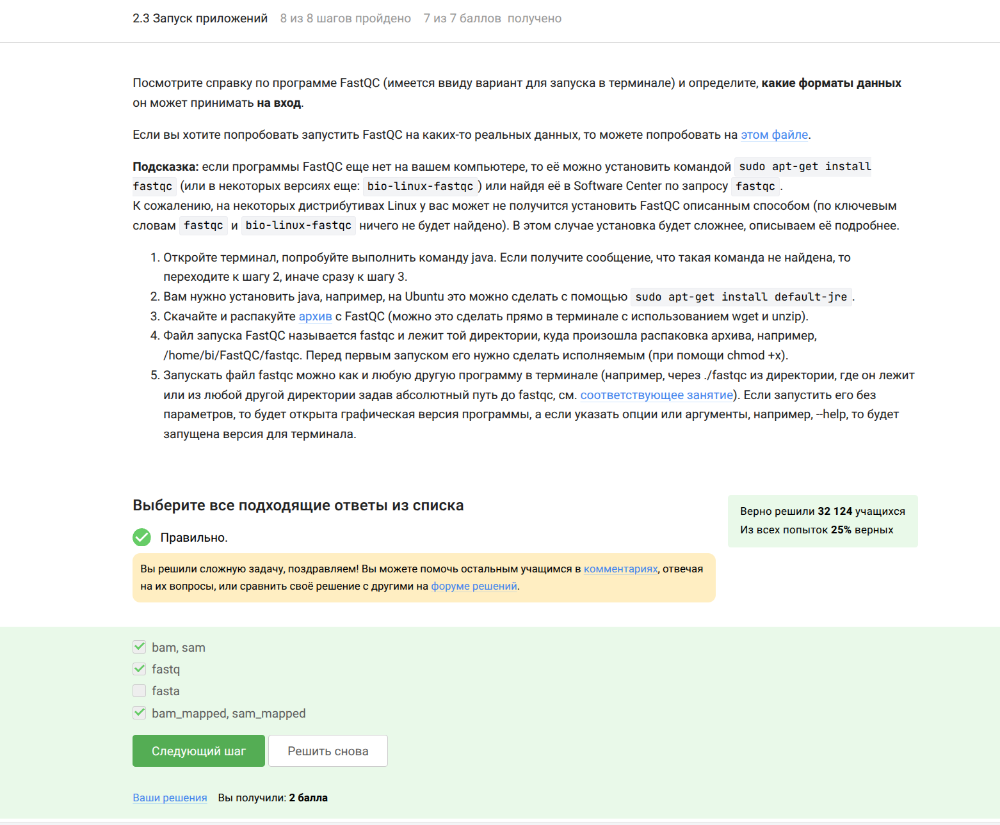 2.3 Запуск приложений 8 из 8 шагов пройдено 7 из 7 баллов получено
Посмотрите справку по программе FastQC (имеется ввиду вариант для запуска в терминале) и определите, какие форматы данных
он может принимать на вход.
Если вы хотите попробовать запустить FastQC на каких-то реальных данных, то можете попробовать на этом файле.
Подсказка: если программы FastQC еще нет на вашем компьютере, то её можно установить командой sudo apt-get install
fastqc (или в некоторых версиях еще: bio-linux-fastqc) или найдя её в Software Center по запросу fastqc.
К сожалению, на некоторых дистрибутивах Linux у вас может не получится установить FastQC описанным способом (по ключевым
словам fastqc и bio-linux-fastqc ничего не будет найдено). В этом случае установка будет сложнее, описываем её подробнее.
1. Откройте терминал, попробуйте выполнить команду java. Если получите сообщение, что такая команда не найдена, то
переходите к шагу 2, иначе сразу к шагу 3.
2. Вам нужно установить java, например, на Ubuntu это можно сделать с помощью sudo apt-get install default-jre.
3. Скачайте и распакуйте архив с FastQC (можно это сделать прямо в терминале с использованием wget и unzip).
4. Файл запуска FastQC называется fastqc и лежит той директории, куда произошла распаковка архива, например,
/home/bi/FastQC/fastqc. Перед первым запуском его нужно сделать исполняемым (при помощи chmod +x).
5. Запускать файл fastqc можно как и любую другую программу в терминале (например, через ./fastqc из директории, где он лежит
или из любой другой директории задав абсолютный путь до fastqc, см. соответствующее занятие). Если запустить его без
параметров, то будет открыта графическая версия программы, а если указать опции или аргументы, например, --help, то будет
запущена версия для терминала.
Выберите все подходящие ответы из списка
Верно решили 32 124 учащихся
Из всех попыток 25% верных
Правильно.
Вы решили сложную задачу, поздравляем! Вы можете помочь остальным учащимся в комментариях, отвечая
на их вопросы, или сравнить своё решение с другими на форуме решений.
bam, sam
fastq
fasta
bam_mapped, sam_mapped
Следующий шаг Решить снова
Ваши решения Вы получили: 2 балла